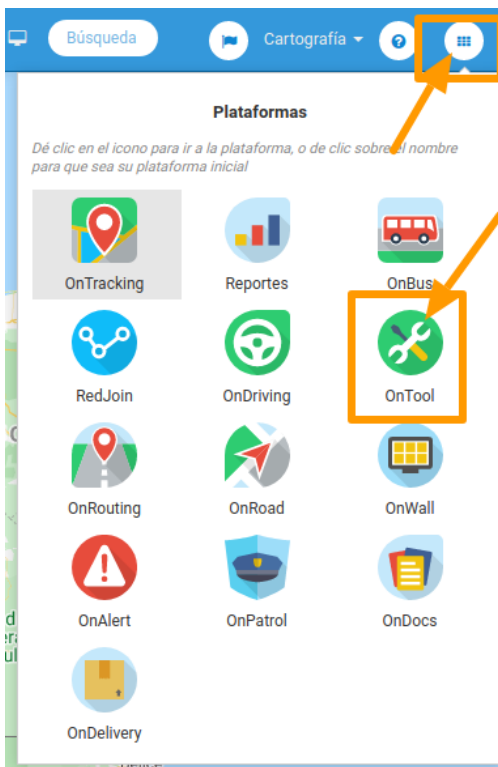 Búsqueda
Cartografía
?
Plataformas
Dé clic en el icono para ir a la plataforma, o de clic sobre el nombre
para que sea su plataforma inicial
OnTracking Reportes OnBus
RedJoin OnDriving OnTool
OnRouting OnRoad OnWall
OnAlert OnPatrol OnDocs
OnDelivery